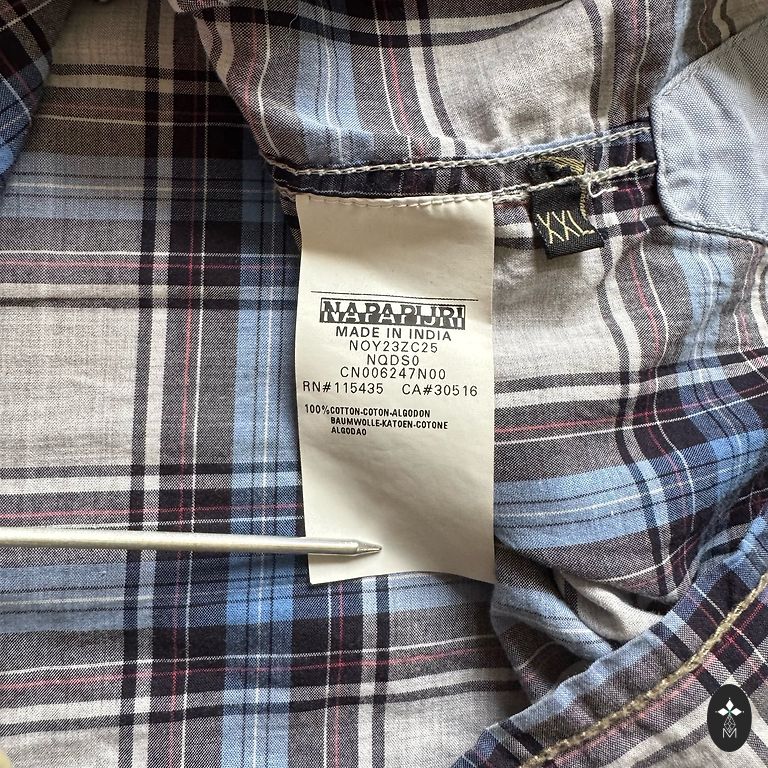 XXL
NAPAPIJRI
MADE IN INDIA
NOY23ZC25
NQDS0
CN006247N00
RN#115435 CA#30516
100%COTTON-COTON-ALGODON
BAUMWOLLE-KATOEN-COTONE
ALGODAO